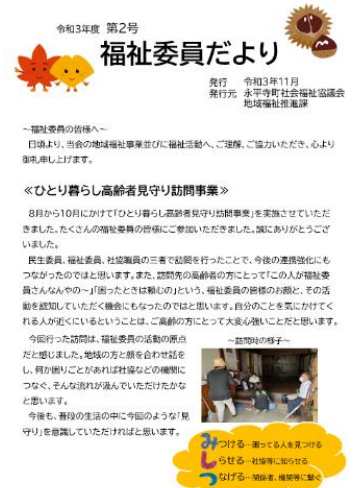 令和3年度 第2号
福祉委員だより
発行 令和3年11月
発行元 永平寺町社会福祉協議会
地域福祉推進課
～福祉委員の皆様へ～
日頃より、当会の地域福祉事業並びに福祉活動へ、ご理解、ご協力いただき、心より
御礼申し上げます。
≪ひとり暮らし高齢者見守り訪問事業≫
8月から10月にかけて「ひとり暮らし高齢者見守り訪問事業」を実施させていただ
きました。たくさんの福祉委員の皆様にご参加いただきました。誠にありがとうござ
いました。
民生委員、福祉委員、社協職員の三者で訪問を行ったことで、今後の連携強化にも
つながったのではと思います。また、訪問先の高齢者の方にとって「この人が福祉委
員さんなんやの～」「困ったときは頼むの」という、福祉委員の皆様のお顔と、その活
動を認知していただく機会にもなったのではと思います。自分のことを気にかけてく
れる人が近くにいるということは、ご高齢の方にとって大変心強いことだと思います。
今回行った訪問は、福祉委員の活動の原点
だと感じました。地域の方と顔を合わせ話を
し、何か困りごとがあれば社協などの機関に
つなぐ、そんな流れが汲んでいただけたかな
と思います。
今後も、普段の生活の中に今回のような「見
守り」を意識していただければと思います。
～訪問時の様子～
みつける…困ってる人を見つける
しらせる…社協等に知らせる
つなげる…関係者、機関等に繋ぐ